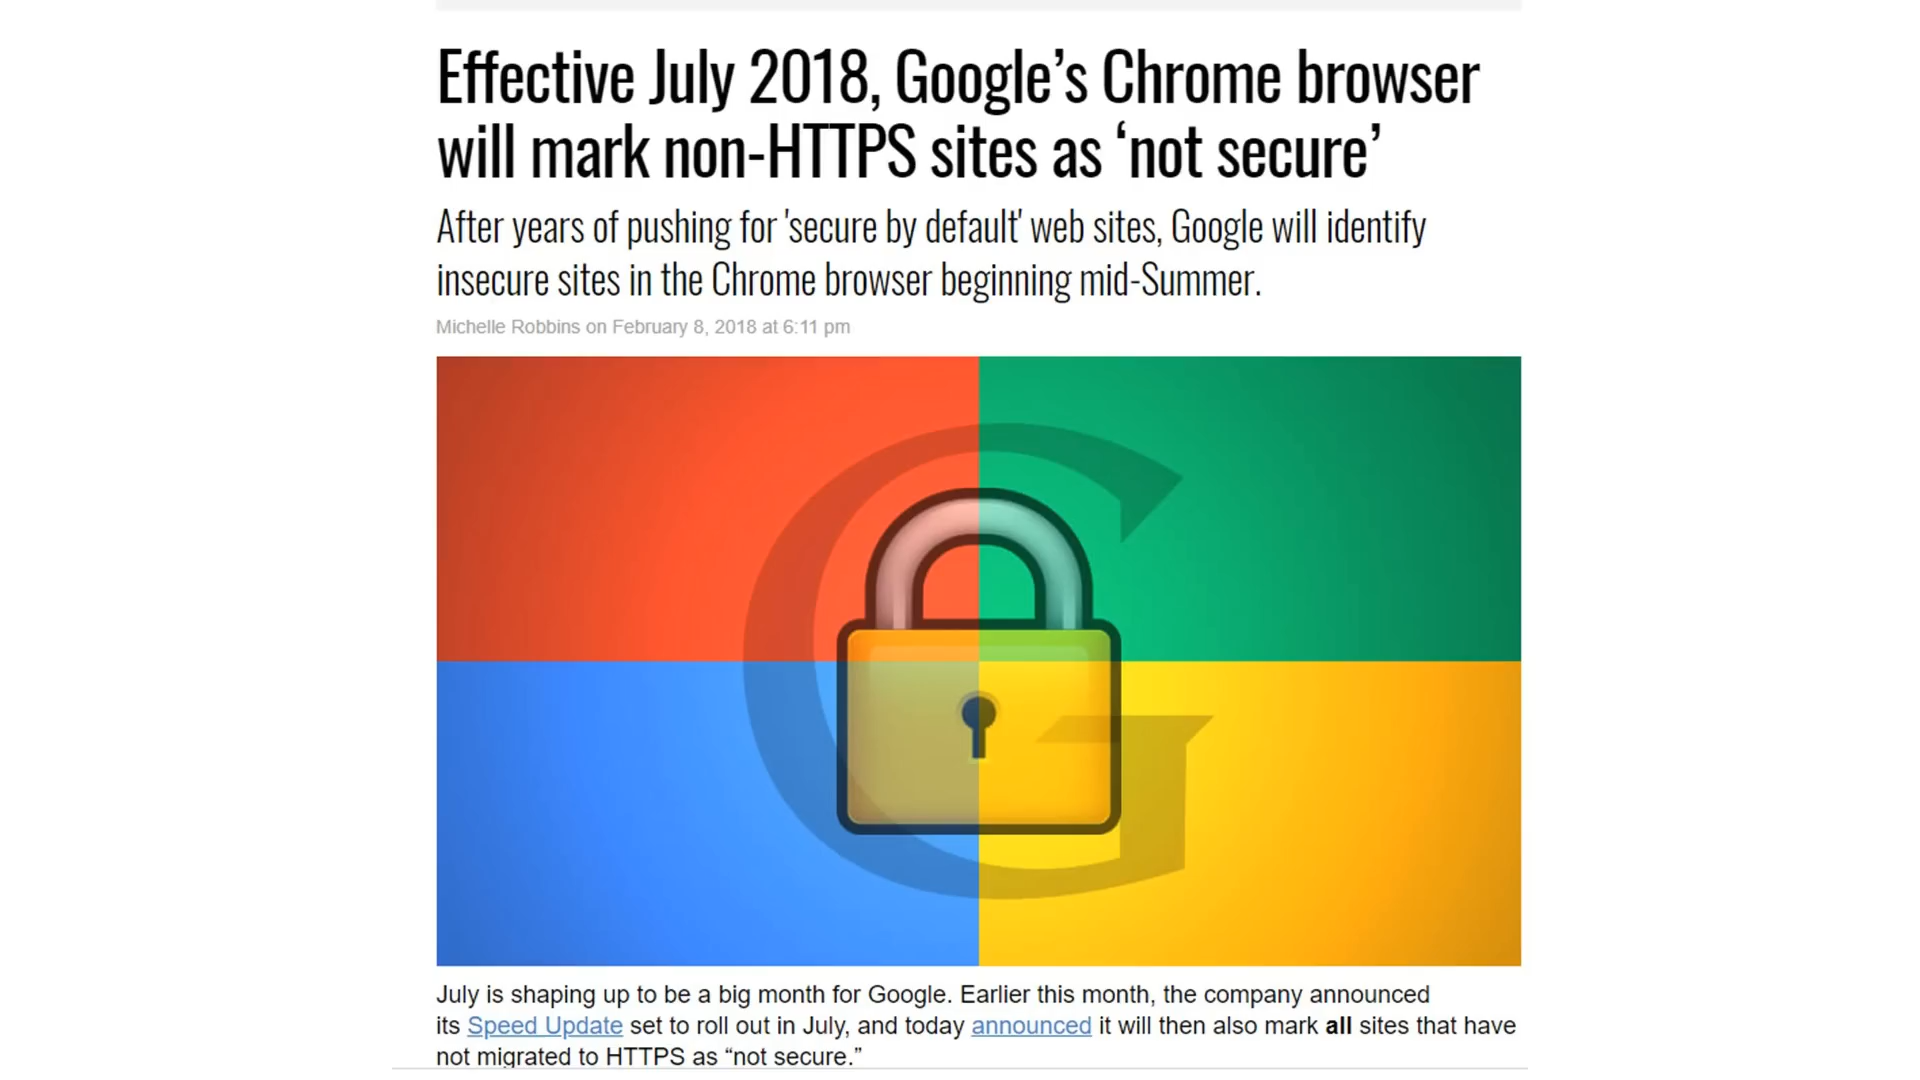 Effective July 2018, Google’s Chrome browser
will mark non-HTTPS sites as ‘not secure’
After years of pushing for 'secure by default' web sites, Google will identify
insecure sites in the Chrome browser beginning mid-Summer.
Michelle Robbins on February 8, 2018 at 6:11 pm
G
July is shaping up to be a big month for Google. Earlier this month, the company announced
its Speed Update set to roll out in July, and today announced it will then also mark all sites that have
not migrated to HTTPS as “not secure.”